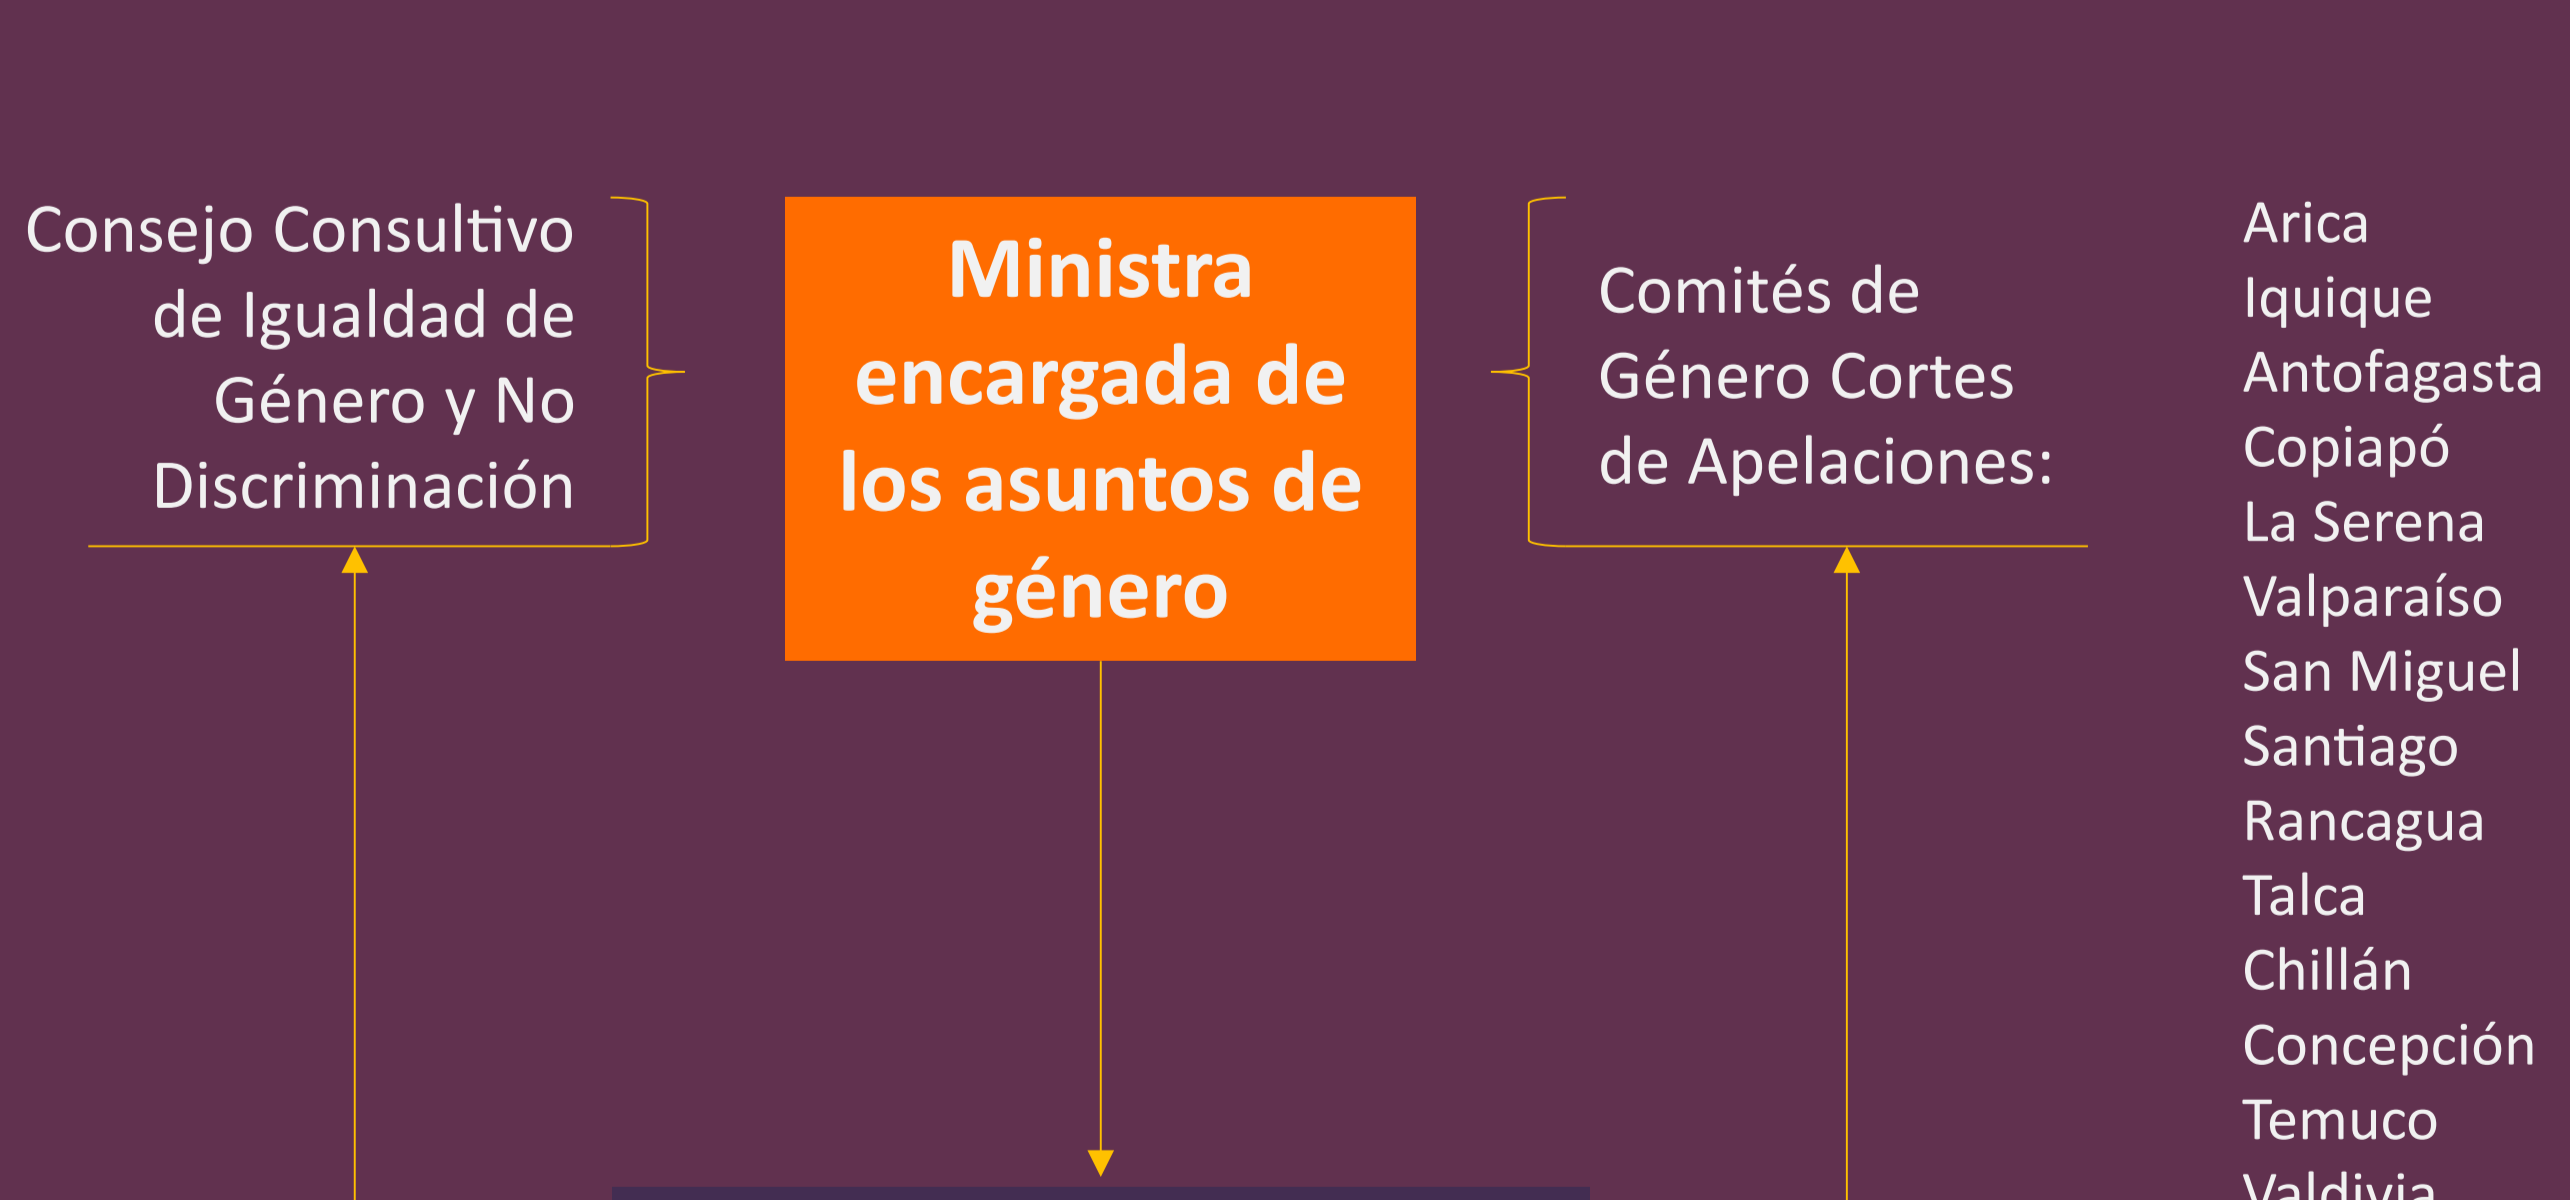 Consejo Consultivo
de Igualdad de
Género y No
Discriminación
Ministra
encargada de
los asuntos de
género
Comités de
Género Cortes
de Apelaciones:
Arica
Iquique
Antofagasta
Copiapó
La Serena
Valparaíso
San Miguel
Santiago
Rancagua
Talca
Chillán
Concepción
Temuco
Valdivia